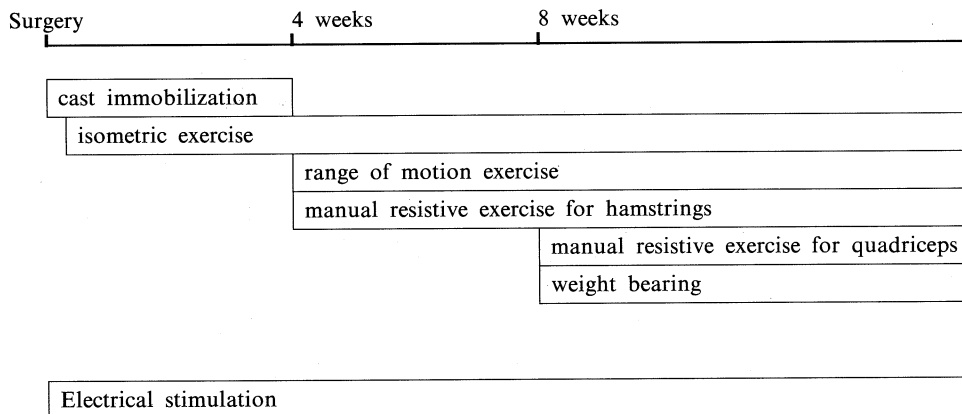 Surgery 4 weeks 8 weeks
cast immobilization
isometric exercise
range of motion exercise
manual resistive exercise for hamstrings
manual resistive exercise for quadriceps
weight bearing
Electrical stimulation